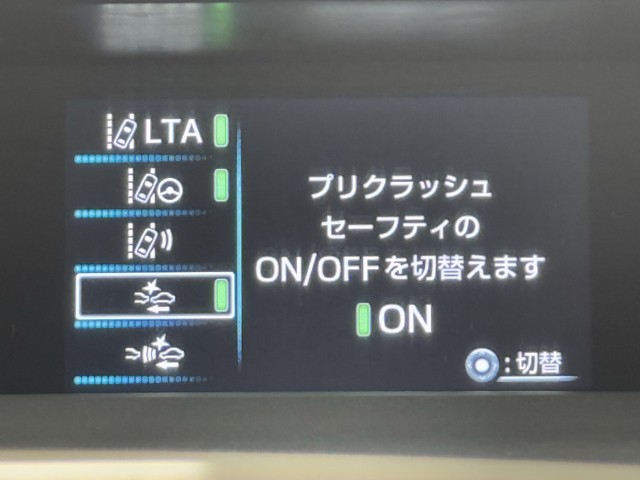 LTA
プリクラッシュ
セーフティの
ON/OFFを切替えます
ON
:切替